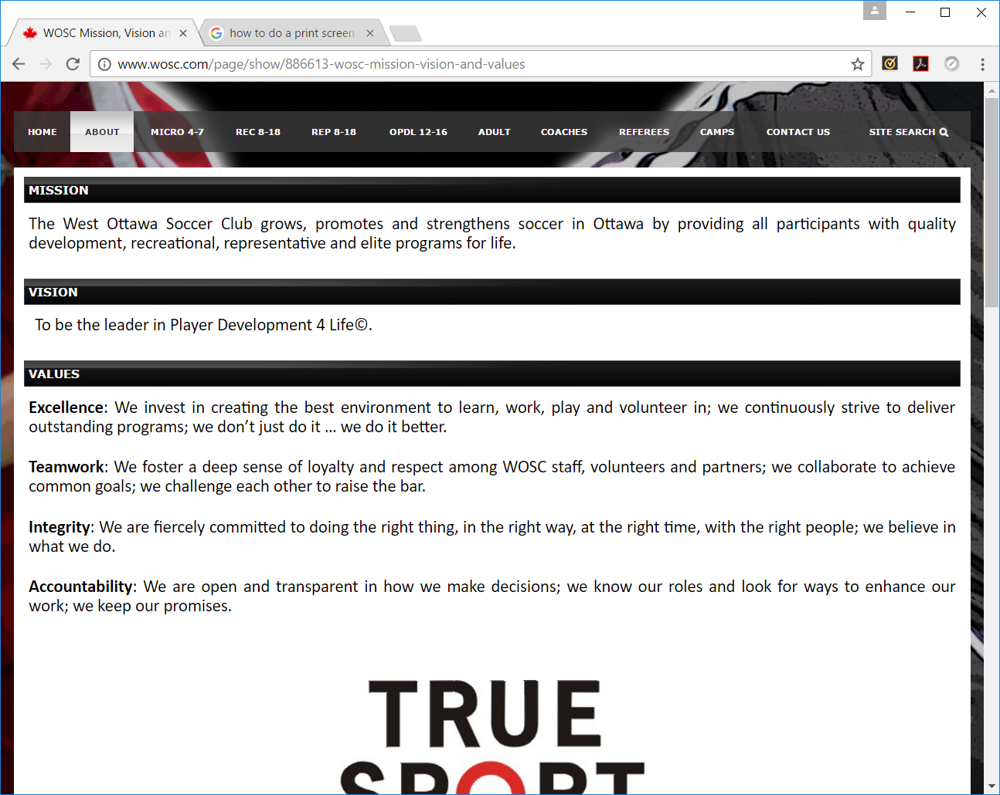 WOSC Mission, Vision an
how to do a print screen
www.wosc.com/page/show/886613-wosc-mission-vision-and-values
HOME ABOUT MICRO 4-7 REC 8-18 REP 8-18 OPDL 12-16 ADULT COACHES REFEREES CAMPS CONTACT US SITE SEARCH
MISSION
The West Ottawa Soccer Club grows, promotes and strengthens soccer in Ottawa by providing all participants with quality
development, recreational, representative and elite programs for life.
VISION
To be the leader in Player Development 4 Life©.
VALUES
Excellence: We invest in creating the best environment to learn, work, play and volunteer in; we continuously strive to deliver
outstanding programs; we don’t just do it ... we do it better.
Teamwork: We foster a deep sense of loyalty and respect among WOSC staff, volunteers and partners; we collaborate to achieve
common goals; we challenge each other to raise the bar.
Integrity: We are fiercely committed to doing the right thing, in the right way, at the right time, with the right people; we believe in
what we do.
Accountability: We are open and transparent in how we make decisions; we know our roles and look for ways to enhance our
work; we keep our promises.
TRUE
SPORT